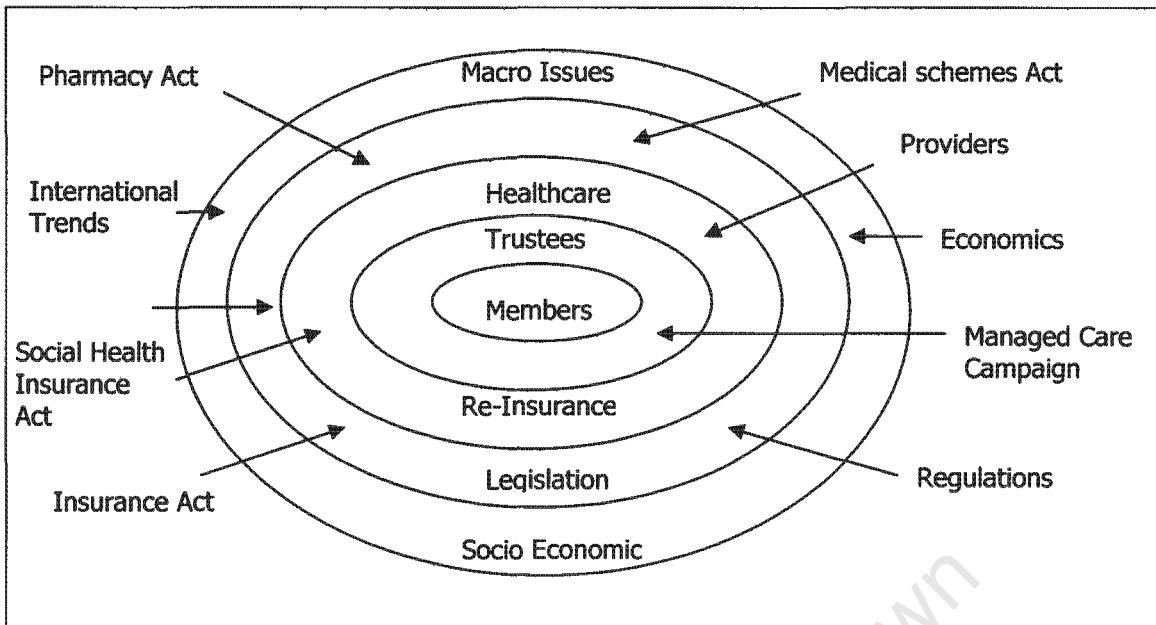 Macro Issues
Pharmacy Act
Medical schemes Act
Providers
Healthcare
International
Trends
Trustees
Economics
Members
Managed Care
Campaign
Social Health
Insurance
Act
Re-Insurance
Regulations
Legislation
Insurance Act
Socio Economic